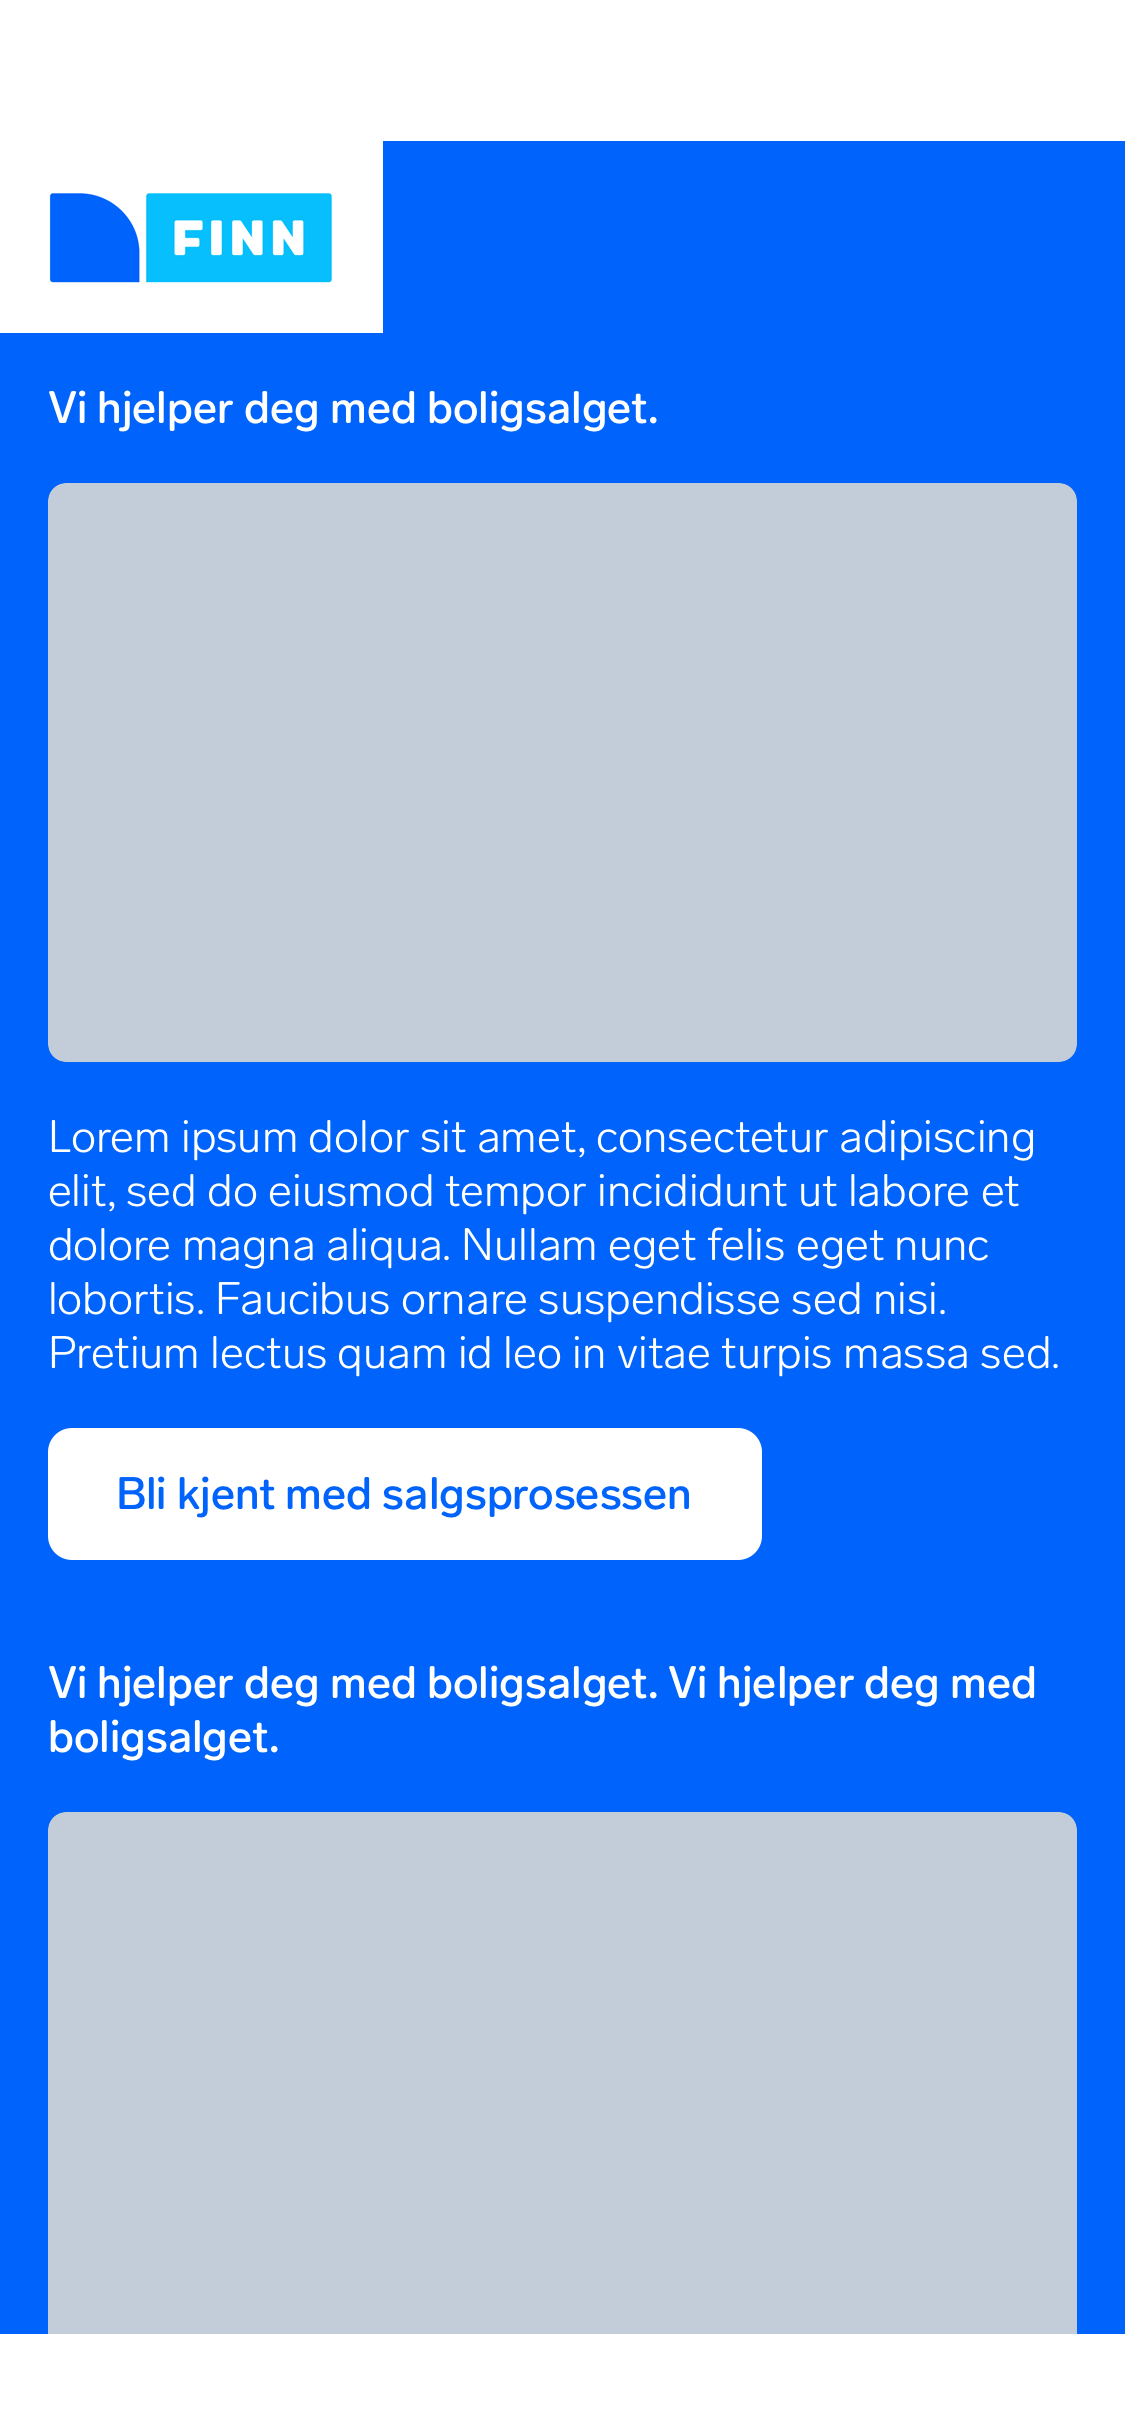 FINN
Vi hjelper deg med boligsalget.
Lorem ipsum dolor sit amet, consectetur adipiscing
elit, sed do eiusmod tempor incididunt ut labore et
dolore magna aliqua. Nullam eget felis eget nunc
lobortis. Faucibus ornare suspendisse sed nisi.
Pretium lectus quam id leo in vitae turpis massa sed.
Bli kjent med salgsprosessen
Vi hjelper deg med boligsalget. Vi hjelper deg med
boligsalget.